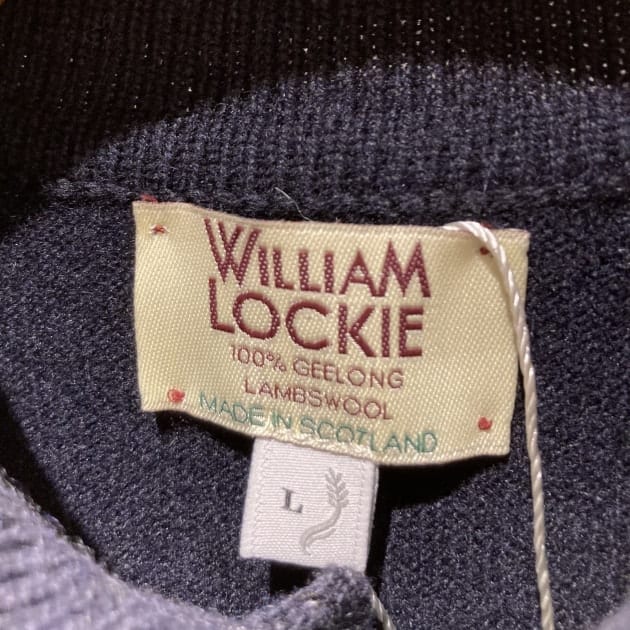 WILLIAM
LOCKIE
100% GEELONG
LAMBSWOOL
MADE IN SCOTLAND
L